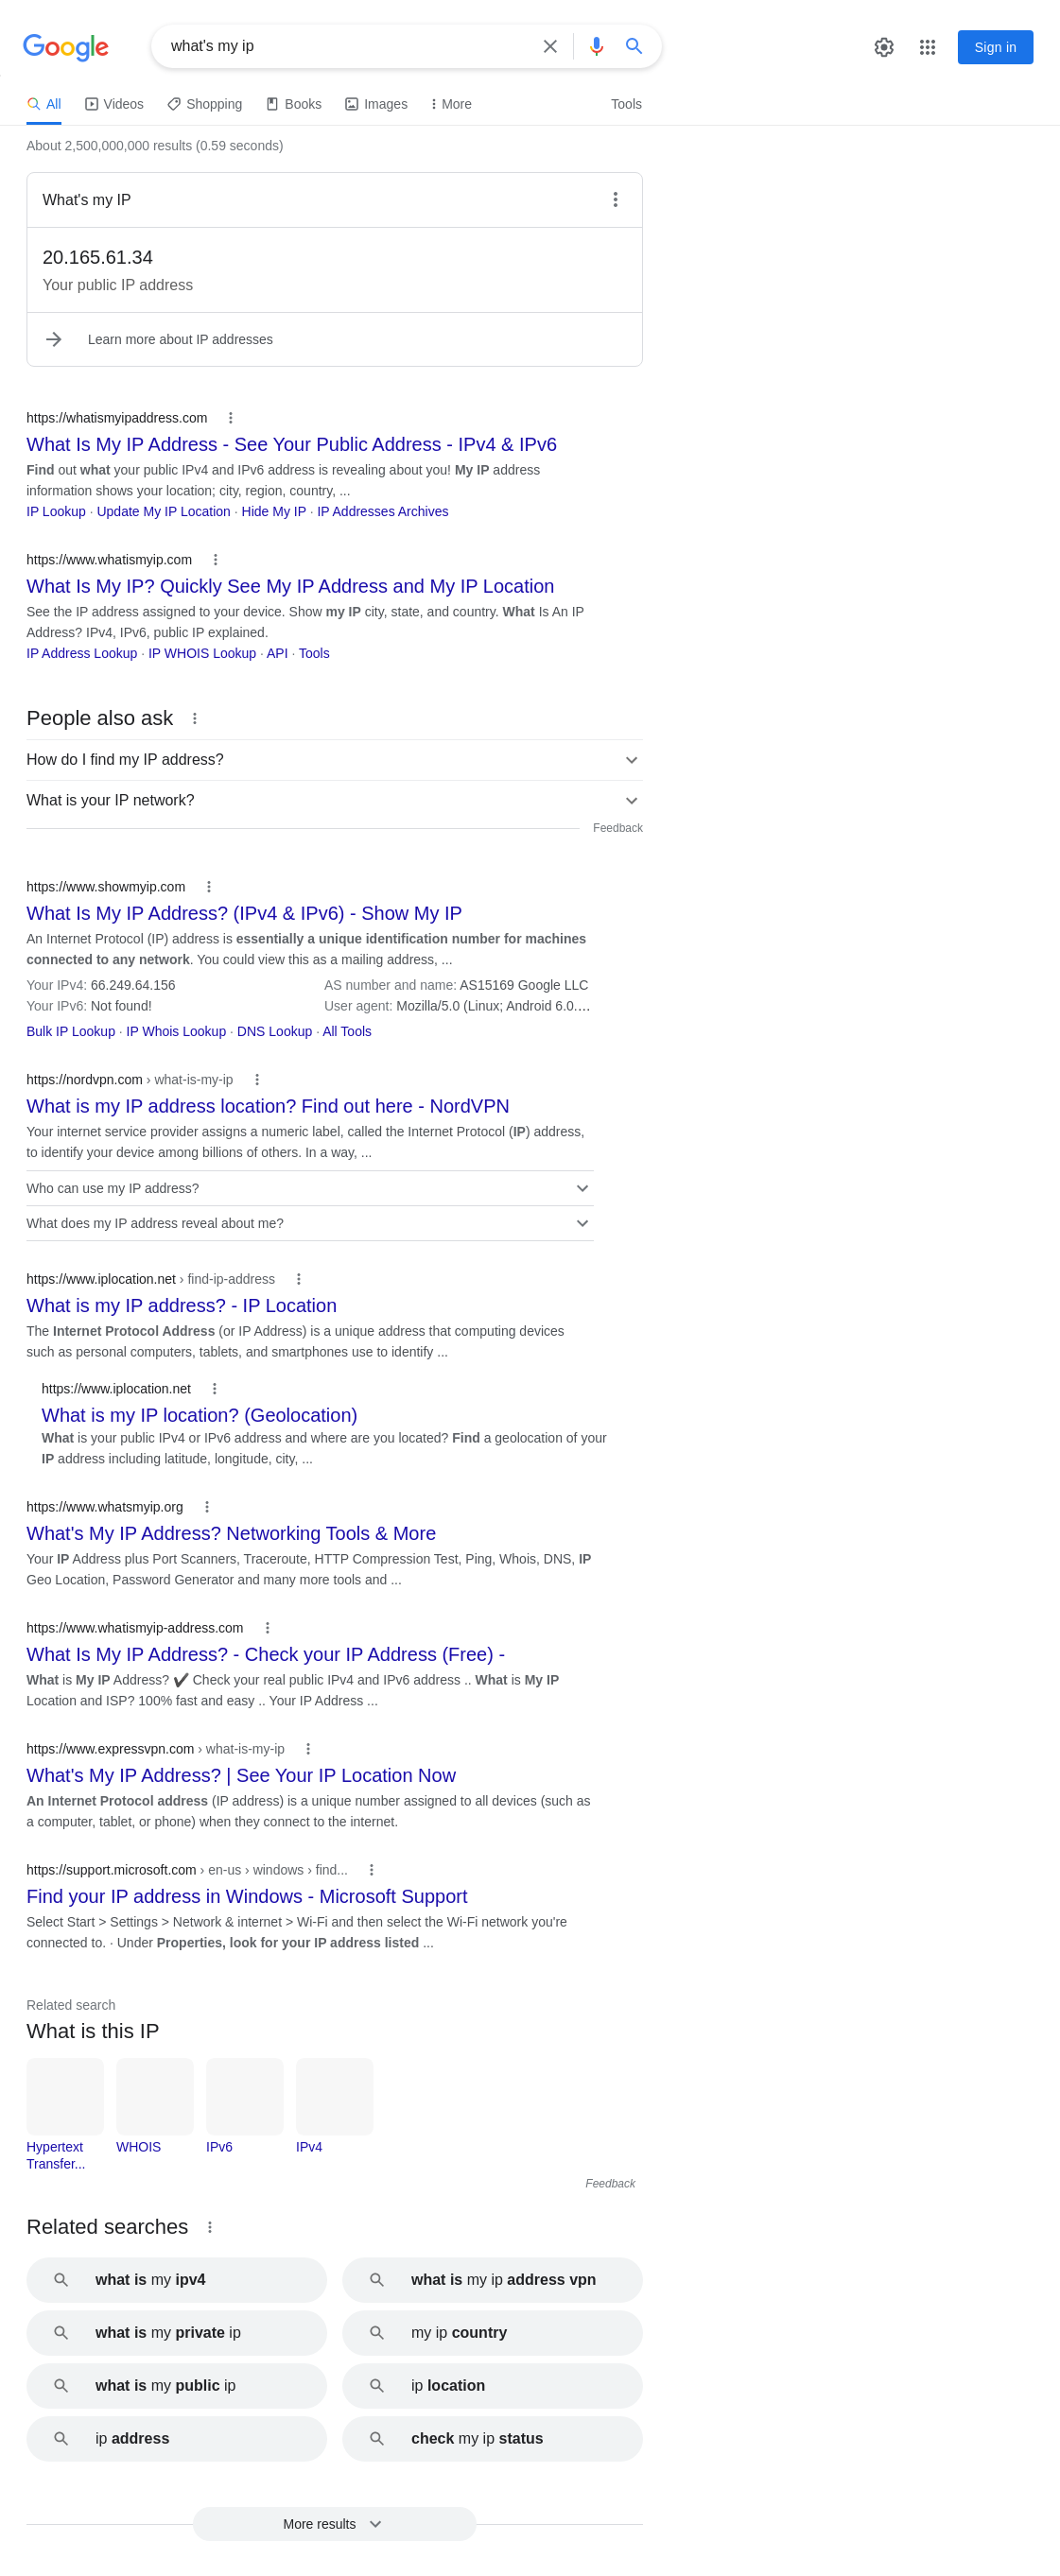 Google
what's my ip
Sign in
All
Videos
Shopping
Books
Images
More
Tools
About 2,500,000,000 results (0.59 seconds)
What's my IP
20.165.61.34
Your public IP address
Learn more about IP addresses
https://whatismyipaddress.com
What Is My IP Address - See Your Public Address - IPv4 & IPv6
Find out what your public IPv4 and IPv6 address is revealing about you! My IP address
information shows your location; city, region, country, ...
IP Lookup · Update My IP Location · Hide My IP · IP Addresses Archives
https://www.whatismyip.com
What Is My IP? Quickly See My IP Address and My IP Location
See the IP address assigned to your device. Show my IP city, state, and country. What Is An IP
Address? IPv4, IPv6, public IP explained.
IP Address Lookup · IP WHOIS Lookup · API · Tools
People also ask
How do I find my IP address?
What is your IP network?
Feedback
https://www.showmyip.com
What Is My IP Address? (IPv4 & IPv6) - Show My IP
An Internet Protocol (IP) address is essentially a unique identification number for machines
connected to any network. You could view this as a mailing address, ...
Your IPv4: 66.249.64.156
AS number and name: AS15169 Google LLC
Your IPv6: Not found!
User agent: Mozilla/5.0 (Linux; Android 6.0....
Bulk IP Lookup · IP Whois Lookup · DNS Lookup · All Tools
https://nordvpn.com › what-is-my-ip
What is my IP address location? Find out here - NordVPN
Your internet service provider assigns a numeric label, called the Internet Protocol (IP) address,
to identify your device among billions of others. In a way, ...
Who can use my IP address?
What does my IP address reveal about me?
https://www.iplocation.net › find-ip-address
What is my IP address? - IP Location
The Internet Protocol Address (or IP Address) is a unique address that computing devices
such as personal computers, tablets, and smartphones use to identify ...
https://www.iplocation.net
What is my IP location? (Geolocation)
What is your public IPv4 or IPv6 address and where are you located? Find a geolocation of your
IP address including latitude, longitude, city, ...
https://www.whatsmyip.org
What's My IP Address? Networking Tools & More
Your IP Address plus Port Scanners, Traceroute, HTTP Compression Test, Ping, Whois, DNS, IP
Geo Location, Password Generator and many more tools and ...
https://www.whatismyip-address.com
What Is My IP Address? - Check your IP Address (Free) -
What is My IP Address? ✔️ Check your real public IPv4 and IPv6 address .. What is My IP
Location and ISP? 100% fast and easy .. Your IP Address ...
https://www.expressvpn.com › what-is-my-ip
What's My IP Address? | See Your IP Location Now
An Internet Protocol address (IP address) is a unique number assigned to all devices (such as
a computer, tablet, or phone) when they connect to the internet.
https://support.microsoft.com › en-us › windows › find...
Find your IP address in Windows - Microsoft Support
Select Start > Settings > Network & internet > Wi-Fi and then select the Wi-Fi network you're
connected to. · Under Properties, look for your IP address listed ...
Related search
What is this IP
Hypertext
Transfer...
WHOIS
IPv6
IPv4
Feedback
Related searches
what is my ipv4
what is my ip address vpn
what is my private ip
my ip country
what is my public ip
ip location
ip address
check my ip status
More results